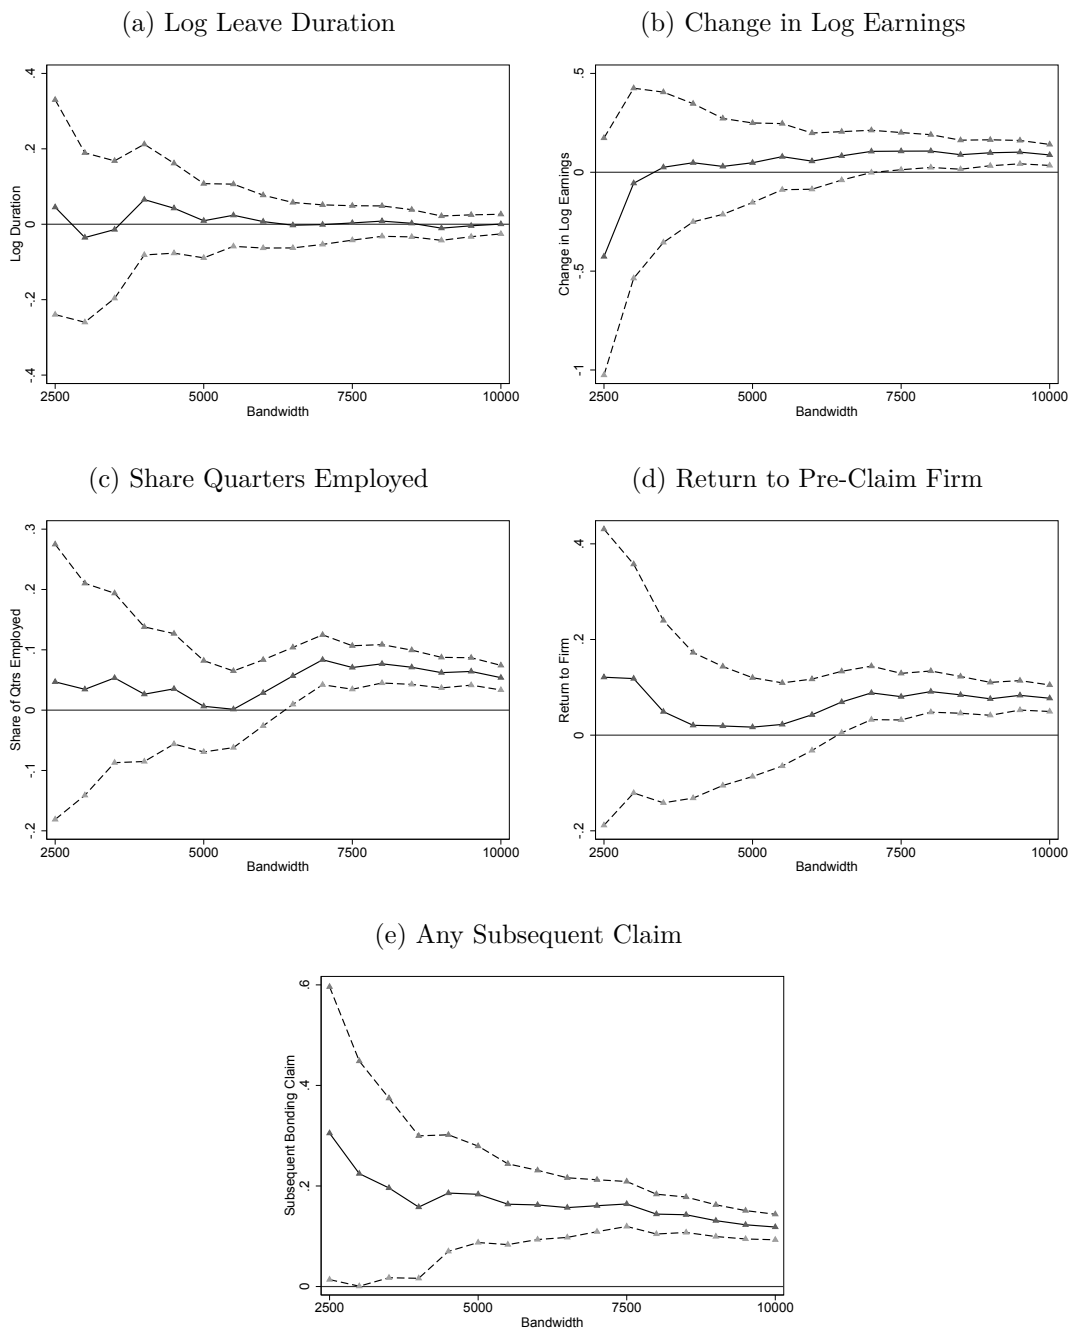 (a) Log Leave Duration
(b) Change in Log Earnings
Log Duration
.4
.2
0
-.2
-.4
2500 5000 7500 10000
Bandwidth
Change in Log Earnings
.5
0
-.5
-1
2500 5000 7500 10000
Bandwidth
(c) Share Quarters Employed
(d) Return to Pre-Claim Firm
Share of Qtrs Employed
.3
.2
.1
0
-.1
-.2
2500 5000 7500 10000
Bandwidth
Return to Firm
.4
.2
0
-.2
2500 5000 7500 10000
Bandwidth
(e) Any Subsequent Claim
Subsequent Bonding Claim
.6
.4
.2
0
2500 5000 7500 10000
Bandwidth